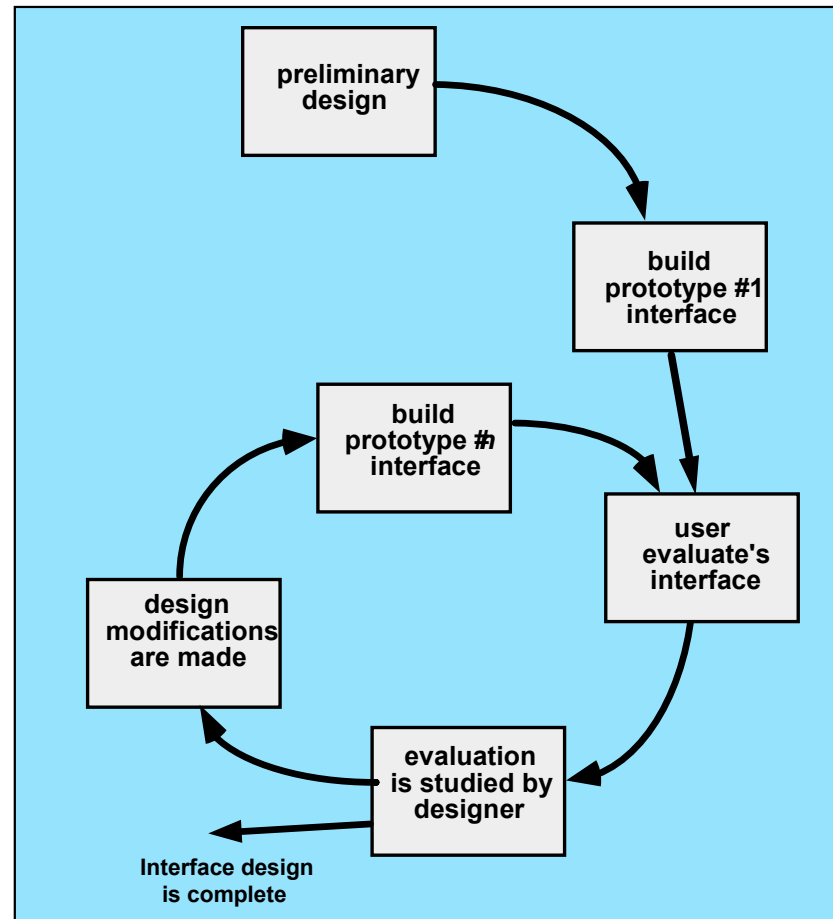 preliminary
design
build
prototype #1
interface
build
prototype #n
interface
user
evaluate's
interface
design
modifications
are made
evaluation
is studied by
designer
Interface design
is complete